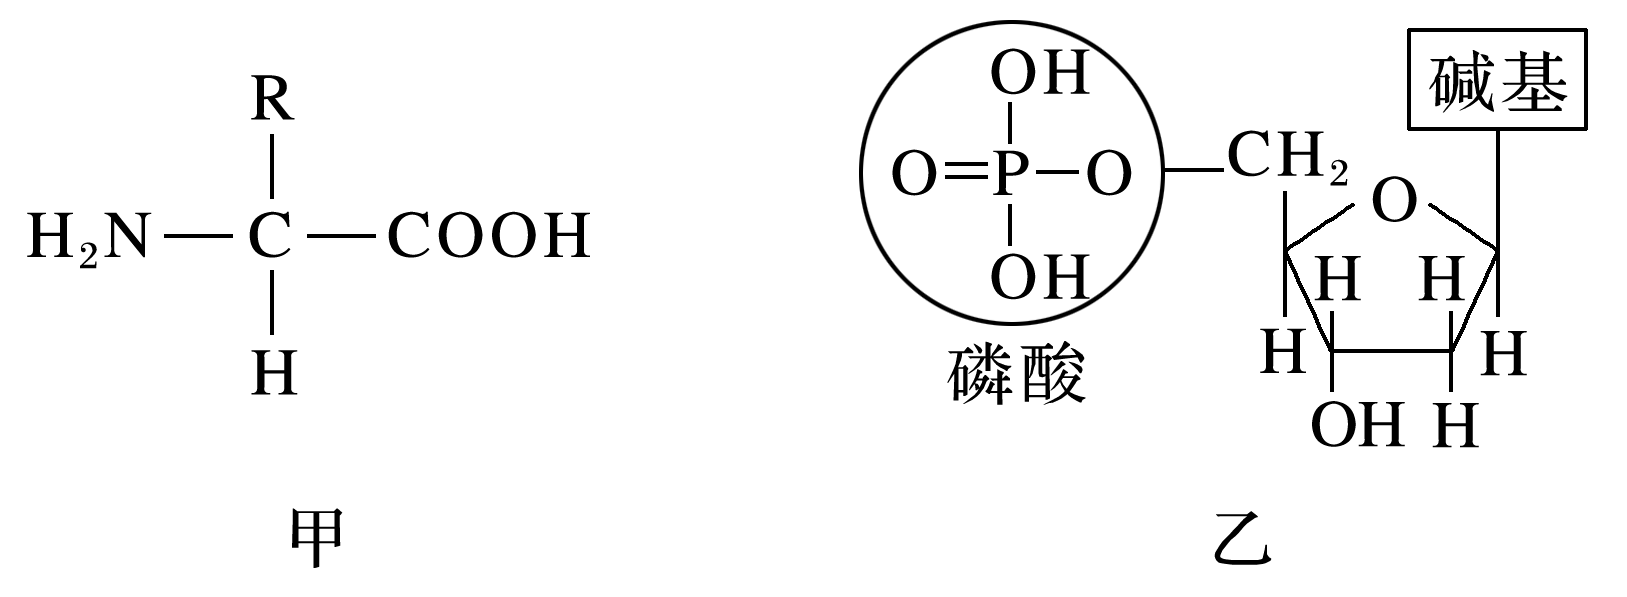 R
H₂N—C—COOH
H
甲
OH
O=P—O—CH₂
OH
磷酸
碱基
O
H H
H H
OH H
乙